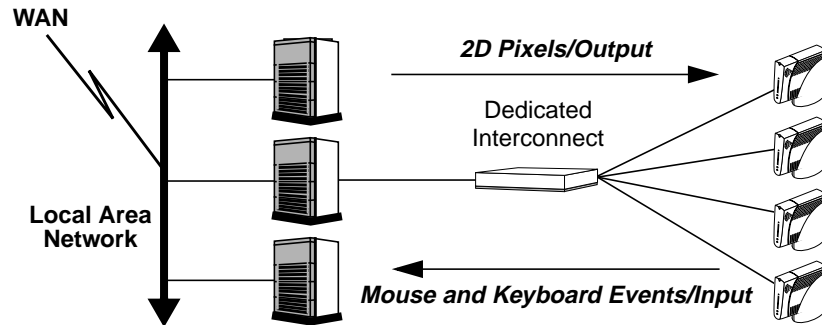 WAN
2D Pixels/Output
Dedicated
Interconnect
Local Area
Network
Mouse and Keyboard Events/Input